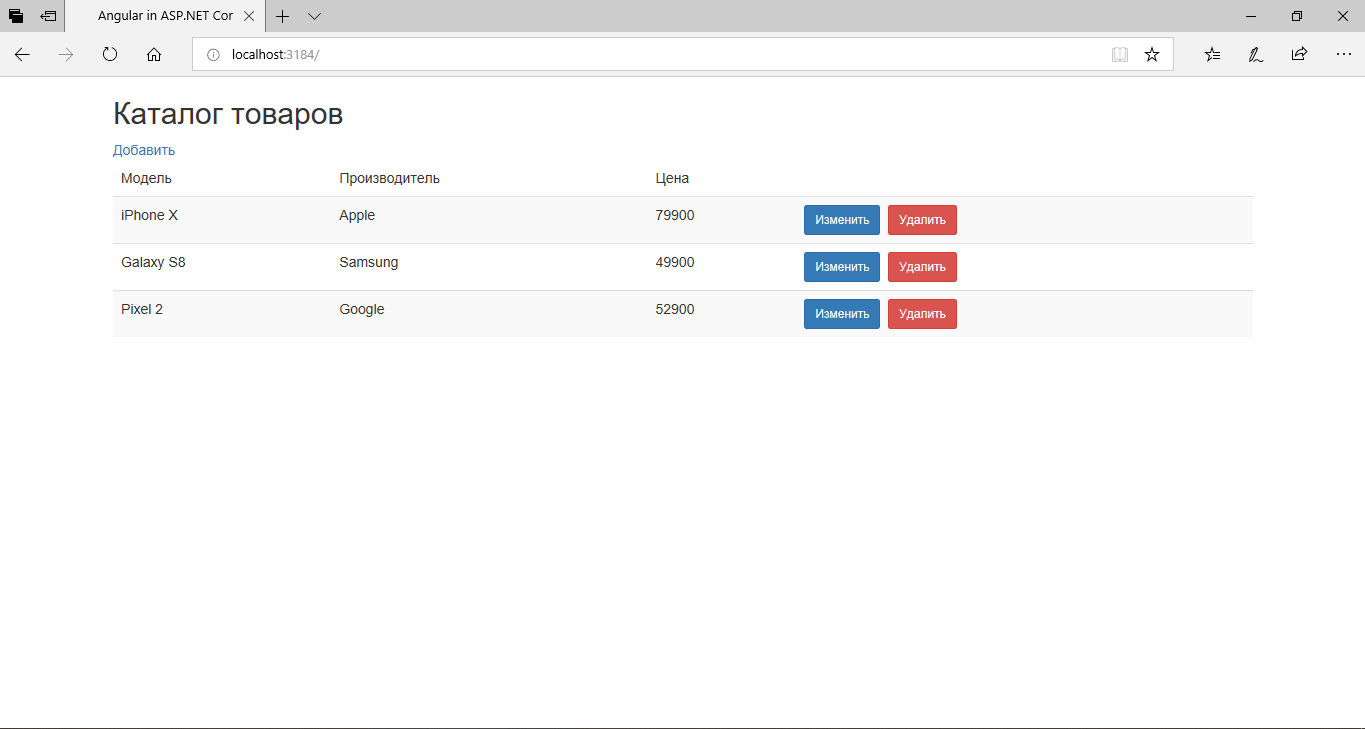 Angular in ASP.NET Cor
localhost:3184/
Каталог товаров
Добавить
Модель Производитель Цена
iPhone X Apple 79900 Изменить Удалить
Galaxy S8 Samsung 49900 Изменить Удалить
Pixel 2 Google 52900 Изменить Удалить